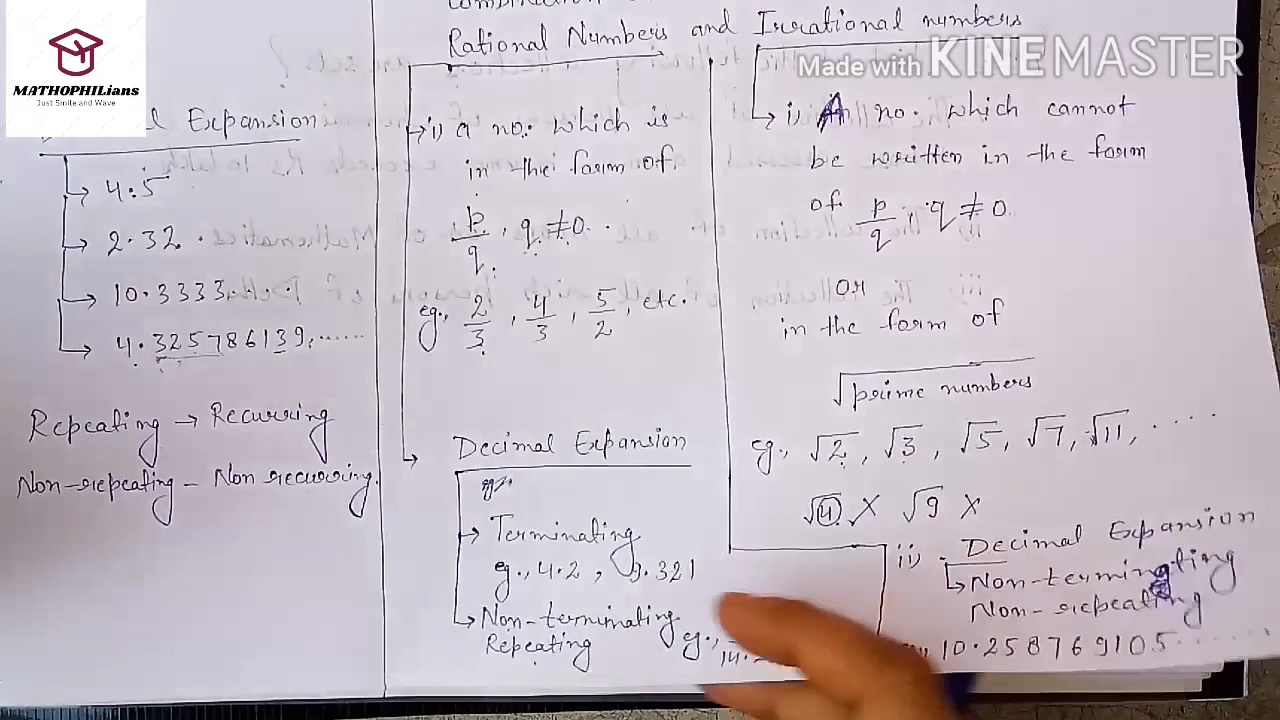 MATHOPHILians
Just Smile and Wave
Made with KINEMASTER
Rational Numbers and Irrational numbers
Expansion
4.5
2.32.
10.3333.....
4.325786139,......
Repeating → Recurring
Non-repeating - Non recurring.
i) a no. which is
in the form of
p/q, q≠0.
eg., 2/3, 4/3, 5/2, etc.
Decimal Expansion
Terminating
eg., 4.2, 9.321
Non-terminating
Repeating eg.,
14.
i) A no. which cannot
be written in the form
of p/q, q≠0.
OR
in the form of
√prime numbers
eg., √2, √3, √5, √7, √11, .....
√4 X √9 X
ii) Decimal Expansion
Non-terminating
Non-repeating
10.258769105......